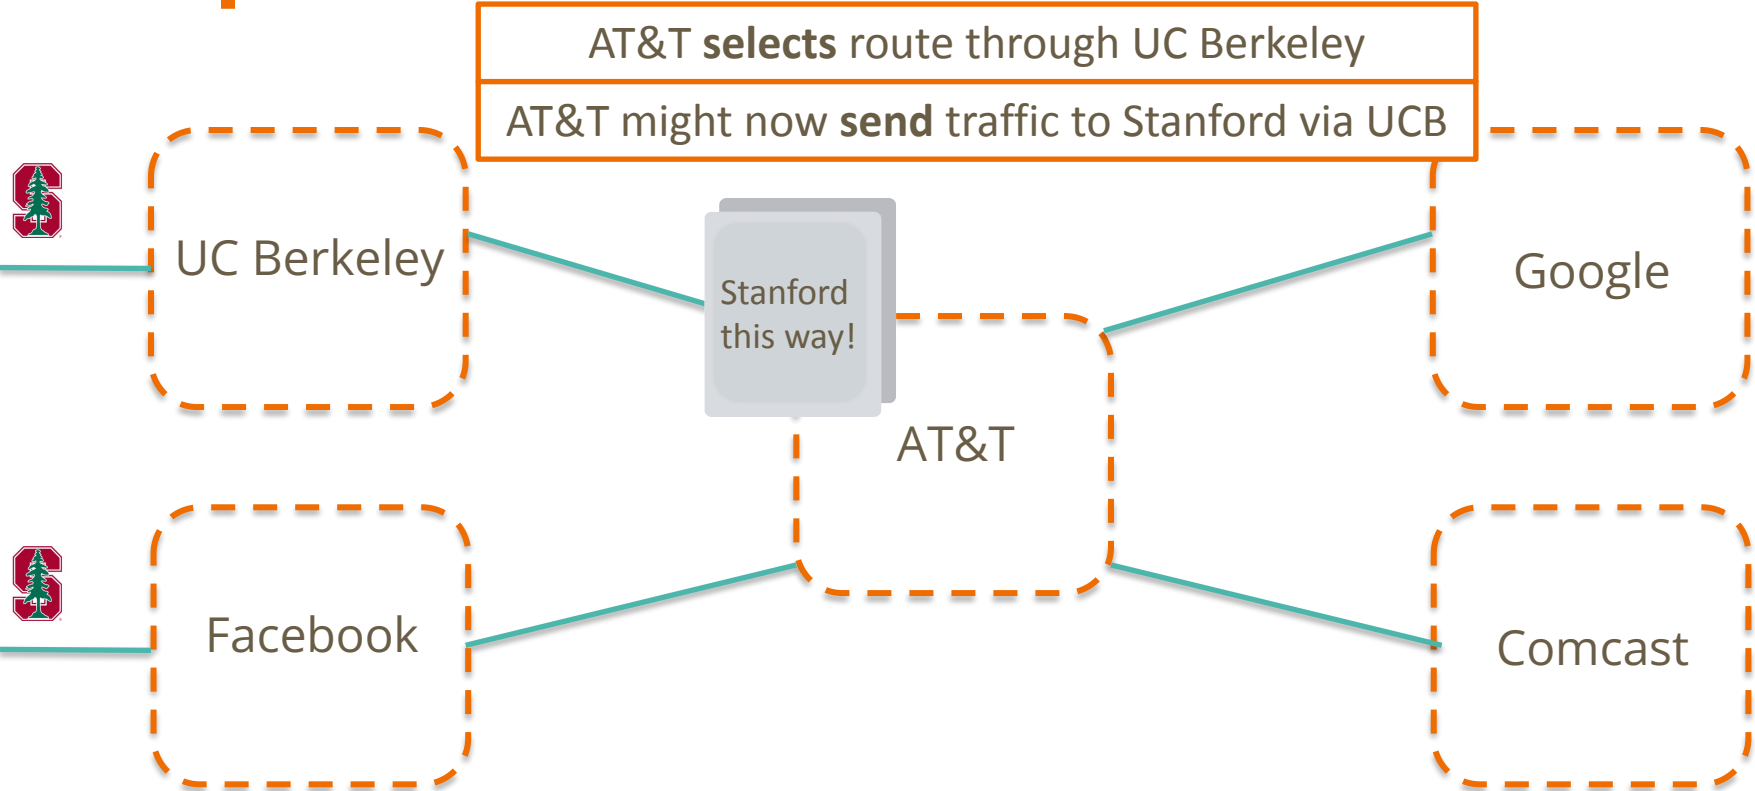 AT&T selects route through UC Berkeley
AT&T might now send traffic to Stanford via UCB
S
UC Berkeley
Stanford
this way!
Google
AT&T
S
Facebook
Comcast